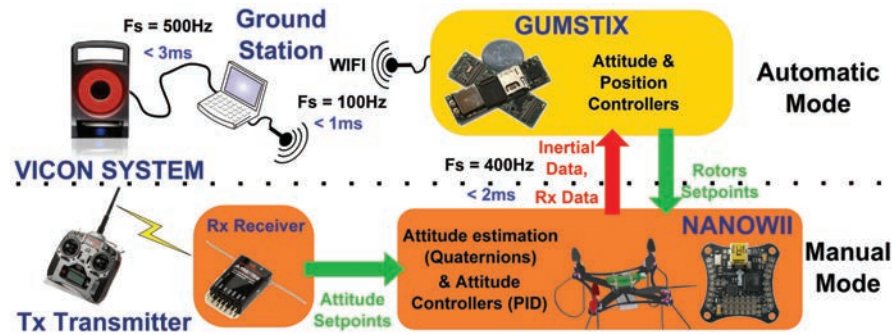 Fs = 500Hz
< 3ms
Ground
Station
WIFI
Fs = 100Hz
< 1ms
VICON SYSTEM
GUMSTIX
Attitude &
Position
Controllers
Automatic
Mode
Fs = 400Hz
< 2ms
Inertial
Data,
Rx Data
Rotors
Setpoints
Tx Transmitter
Rx Receiver
Attitude
Setpoints
Attitude estimation
(Quaternions)
& Attitude
Controllers (PID)
NANOWII
Manual
Mode